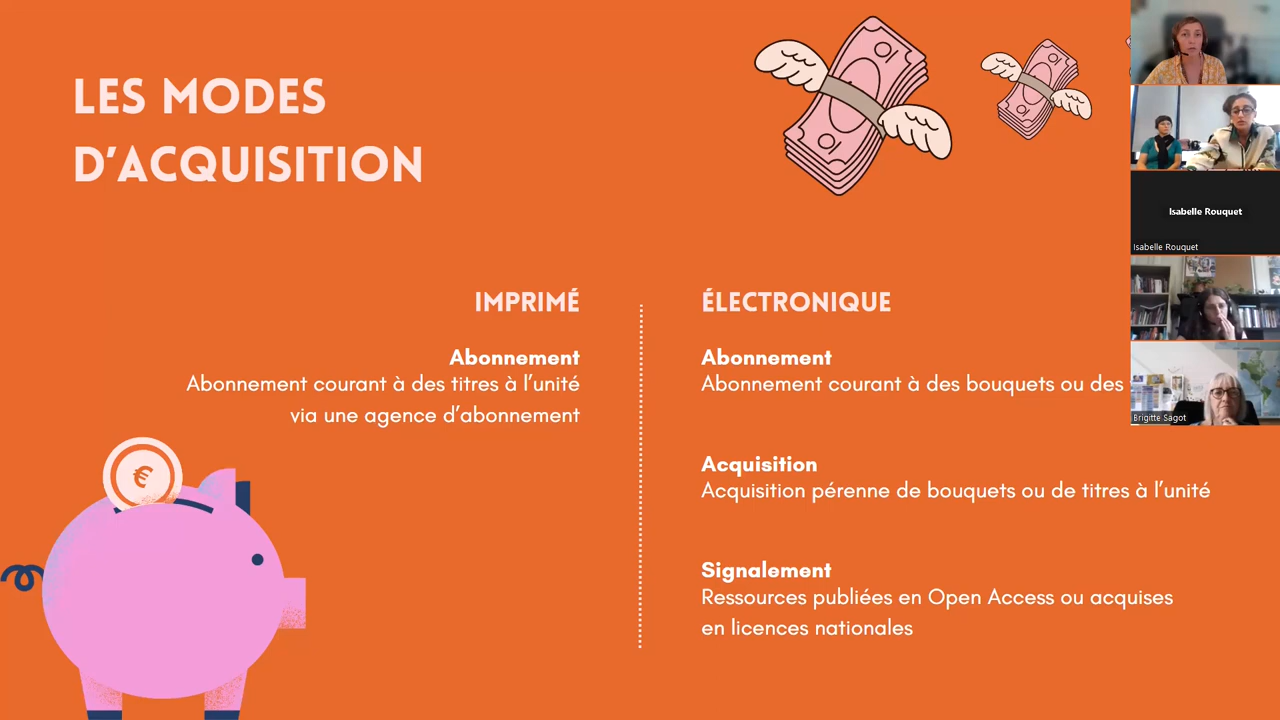 LES MODES
D'ACQUISITION
IMPRIMÉ
Abonnement
Abonnement courant à des titres à l'unité
via une agence d'abonnement
€
ÉLECTRONIQUE
Abonnement
Abonnement courant à des bouquets ou des
Acquisition
Acquisition pérenne de bouquets ou de titres à l'unité
Signalement
Ressources publiées en Open Access ou acquises
en licences nationales
Isabelle Rouquet
Isabelle Rouquet
Brigitte Sagot